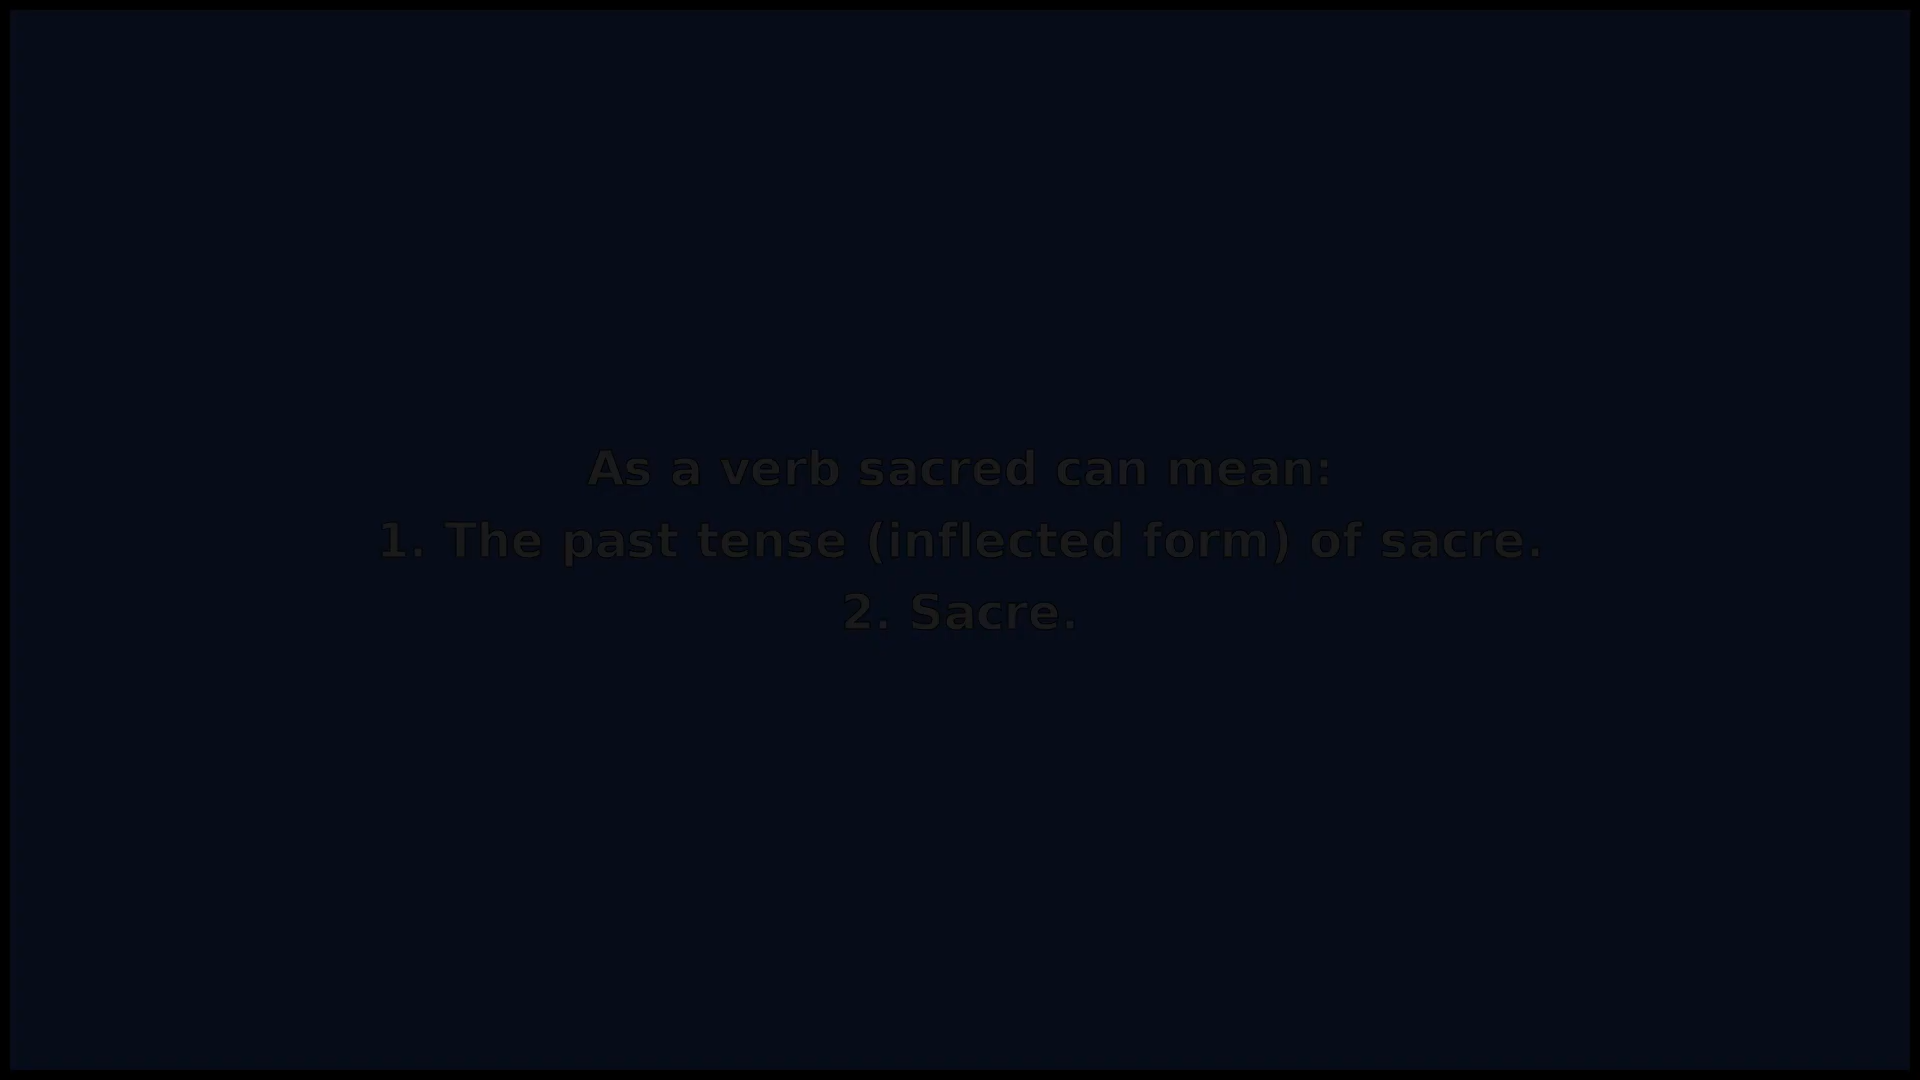 As a verb sacred can mean:
1. The past tense (inflected form) of sacre.
2. Sacre.